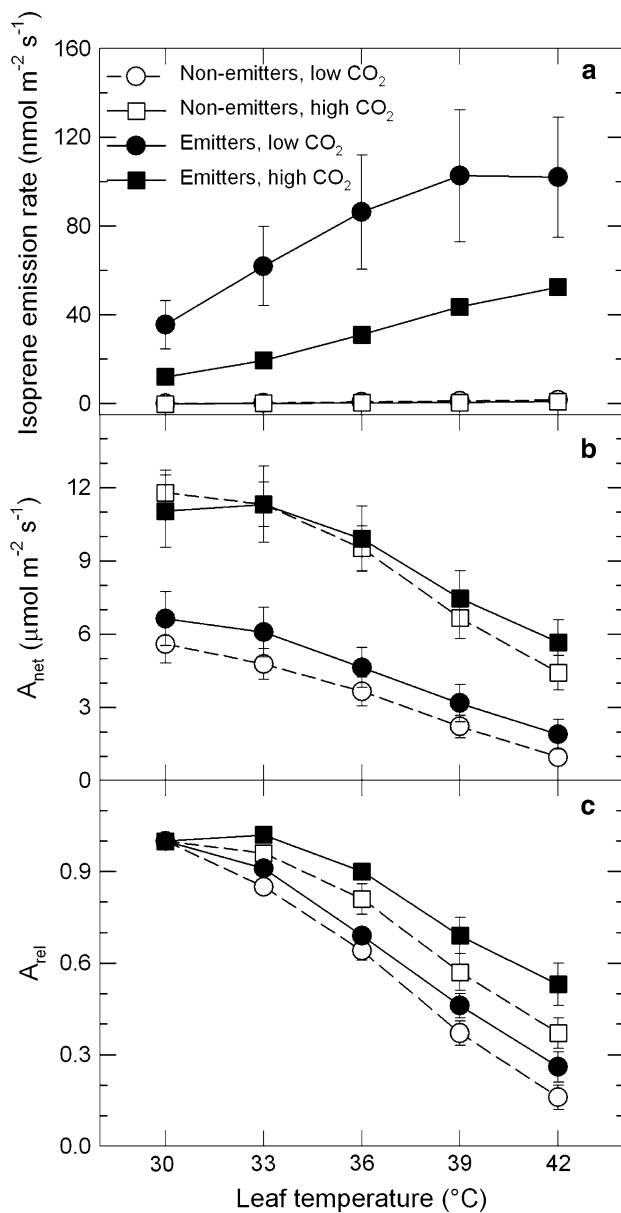 160
120
80
40
0
Isoprene emission rate (nmol m⁻² s⁻¹)
a
Non-emitters, low CO₂
Non-emitters, high CO₂
Emitters, low CO₂
Emitters, high CO₂
12
9
6
3
0
A_net (μmol m⁻² s⁻¹)
b
0.9
0.6
0.3
0.0
A_rel
c
30 33 36 39 42
Leaf temperature (°C)